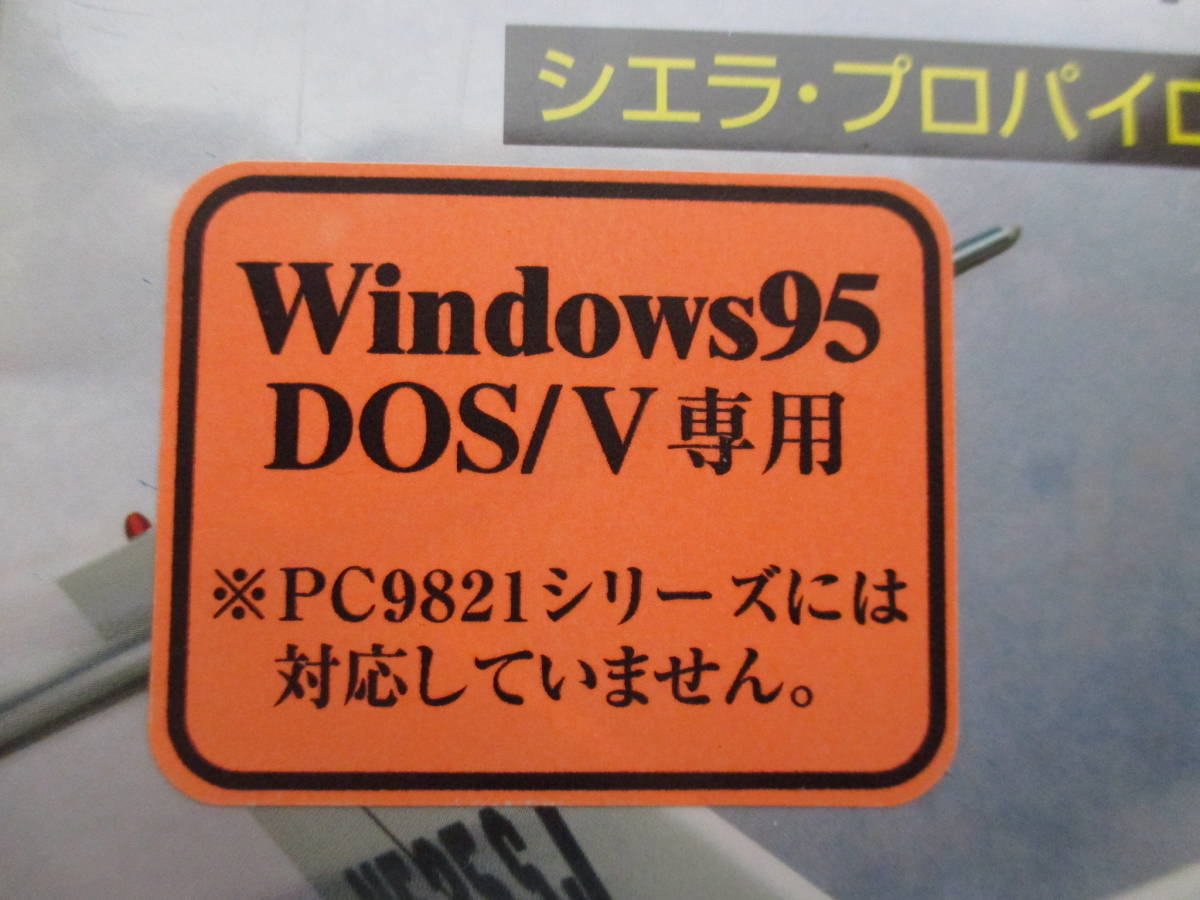 シエラ・プロパイロ
Windows95
DOS/V専用
※PC9821シリーズには
対応していません。